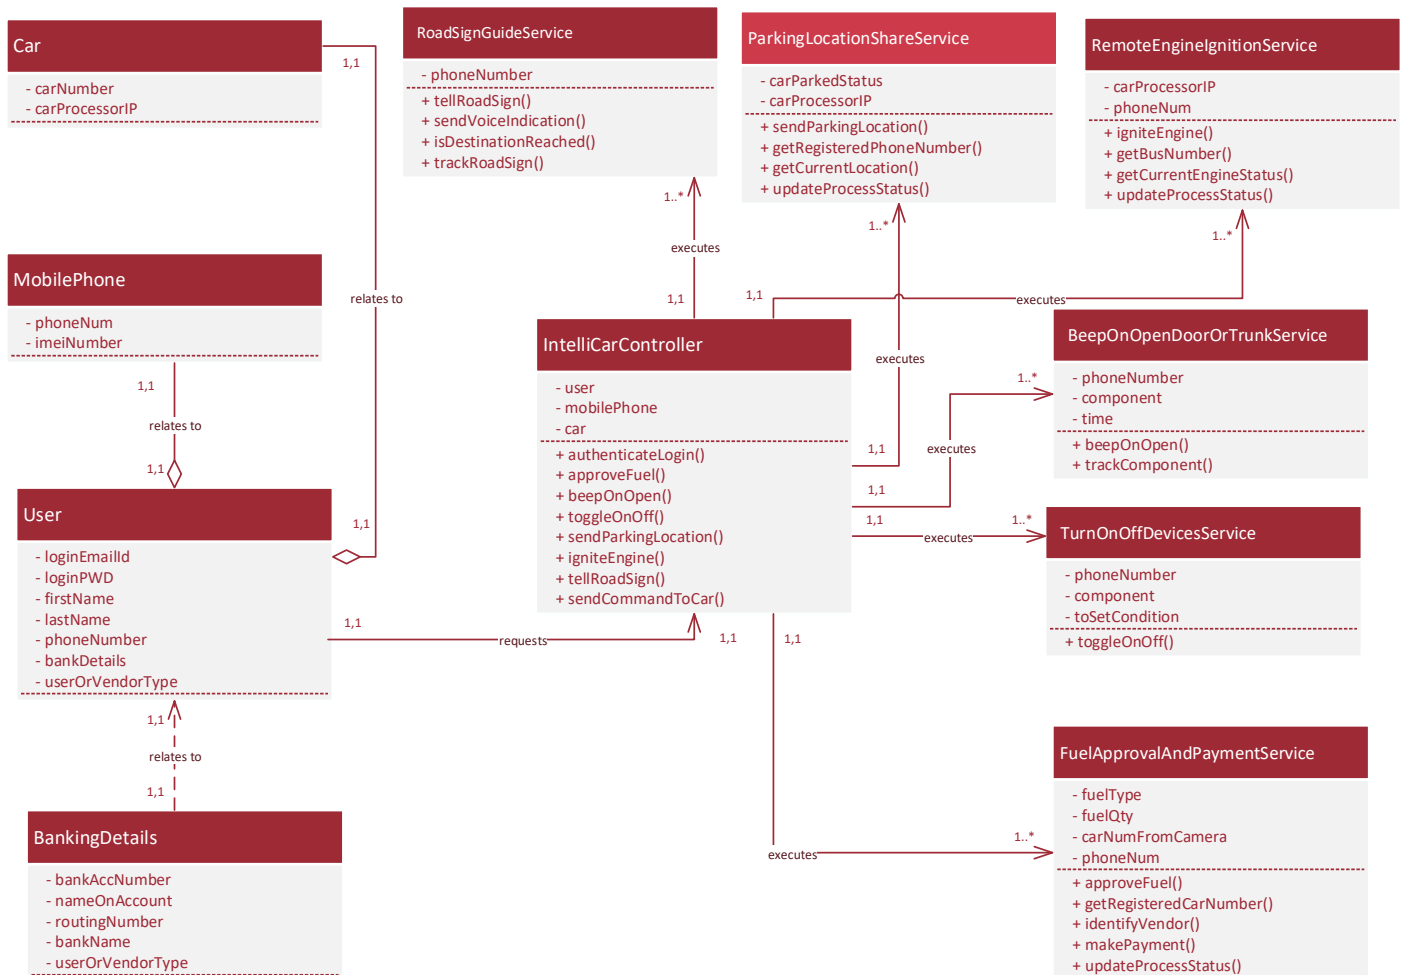 Car
- carNumber
- carProcessorIP
1,1
RoadSignGuideService
- phoneNumber
+ tellRoadSign()
+ sendVoiceIndication()
+ isDestinationReached()
+ trackRoadSign()
1..*
executes
1,1
ParkingLocationShareService
- carParkedStatus
- carProcessorIP
+ sendParkingLocation()
+ getRegisteredPhoneNumber()
+ getCurrentLocation()
+ updateProcessStatus()
1..*
executes
1,1
RemoteEngineIgnitionService
- carProcessorIP
- phoneNum
+ igniteEngine()
+ getBusNumber()
+ getCurrentEngineStatus()
+ updateProcessStatus()
1..*
executes
1,1
MobilePhone
- phoneNum
- imeiNumber
1,1
relates to
1,1
relates to
1,1
IntelliCarController
- user
- mobilePhone
- car
+ authenticateLogin()
+ approveFuel()
+ beepOnOpen()
+ toggleOnOff()
+ sendParkingLocation()
+ igniteEngine()
+ tellRoadSign()
+ sendCommandToCar()
BeepOnOpenDoorOrTrunkService
- phoneNumber
- component
- time
+ beepOnOpen()
+ trackComponent()
1..*
executes
1,1
User
- loginEmailId
- loginPWD
- firstName
- lastName
- phoneNumber
- bankDetails
- userOrVendorType
1,1
requests
1,1
1,1
executes
1..*
TurnOnOffDevicesService
- phoneNumber
- component
- toSetCondition
+ toggleOnOff()
1,1
executes
1..*
1,1
relates to
1,1
BankingDetails
- bankAccNumber
- nameOnAccount
- routingNumber
- bankName
- userOrVendorType
FuelApprovalAndPaymentService
- fuelType
- fuelQty
- carNumFromCamera
- phoneNum
+ approveFuel()
+ getRegisteredCarNumber()
+ identifyVendor()
+ makePayment()
+ updateProcessStatus()